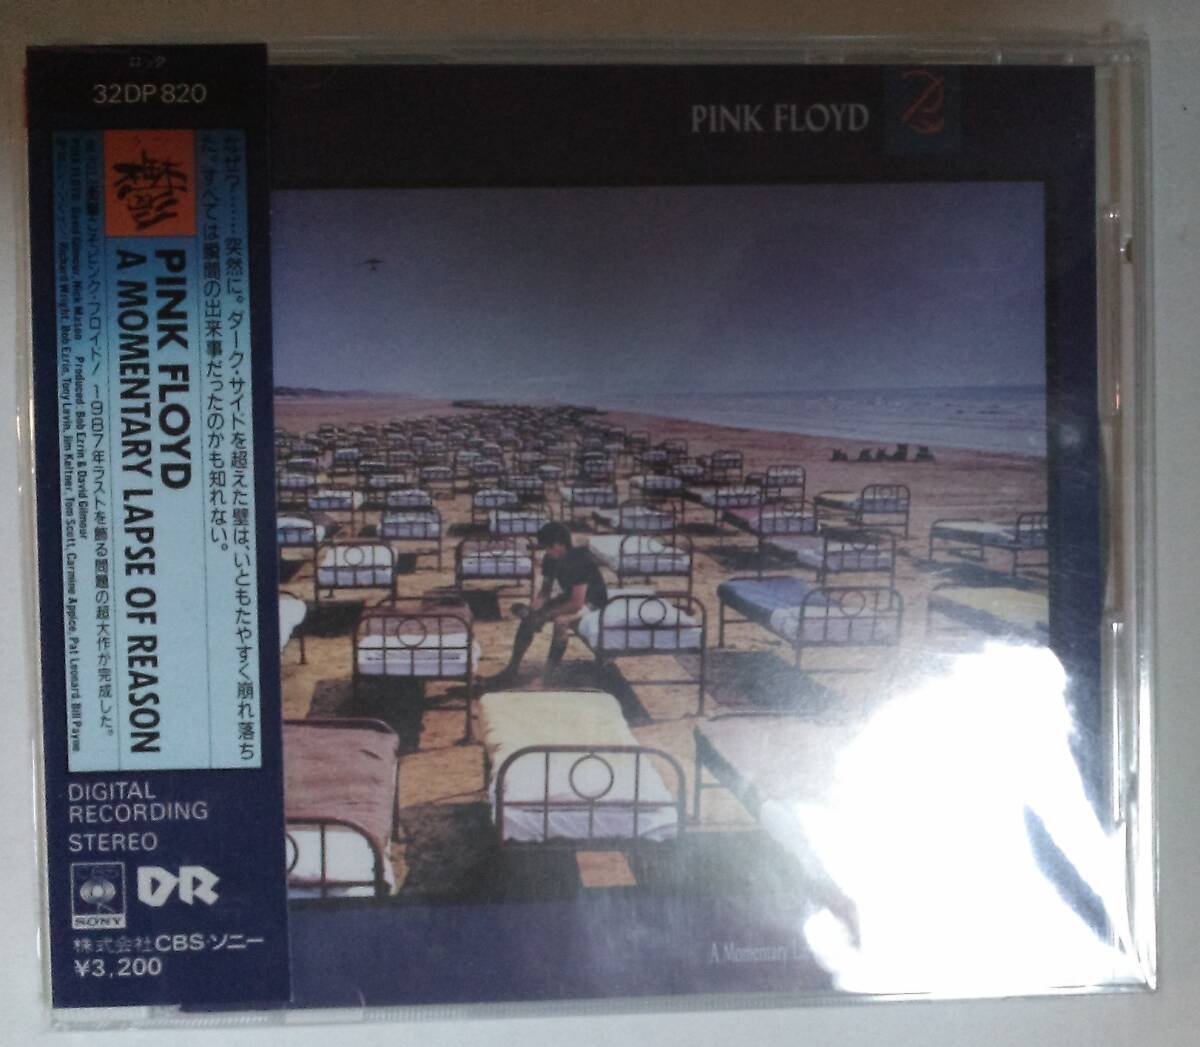 ロック
32DP 820
なぜ?……突然に。ダーク・サイドを超えた壁は、いともたやすく崩れ落ち
た。すべては瞬間の出来事だったのかも知れない。
PINK FLOYD
A MOMENTARY LAPSE OF REASON
ピンク・フロイド/1987年ラストを飾る問題の超大作が完成した。
PINK FLOYD: David Gilmour, Nick Mason Produced: Bob Ezrin & David Gilmour
Richard Wright, Bob Ezrin, Tony Levin, Jim Keltner, Tom Scott, Carmine Appice, Pat Leonard, Bill Payne
DIGITAL
RECORDING
STEREO
CBS
SONY
DR
株式会社CBS・ソニー
¥3,200
PINK FLOYD
A Momentary